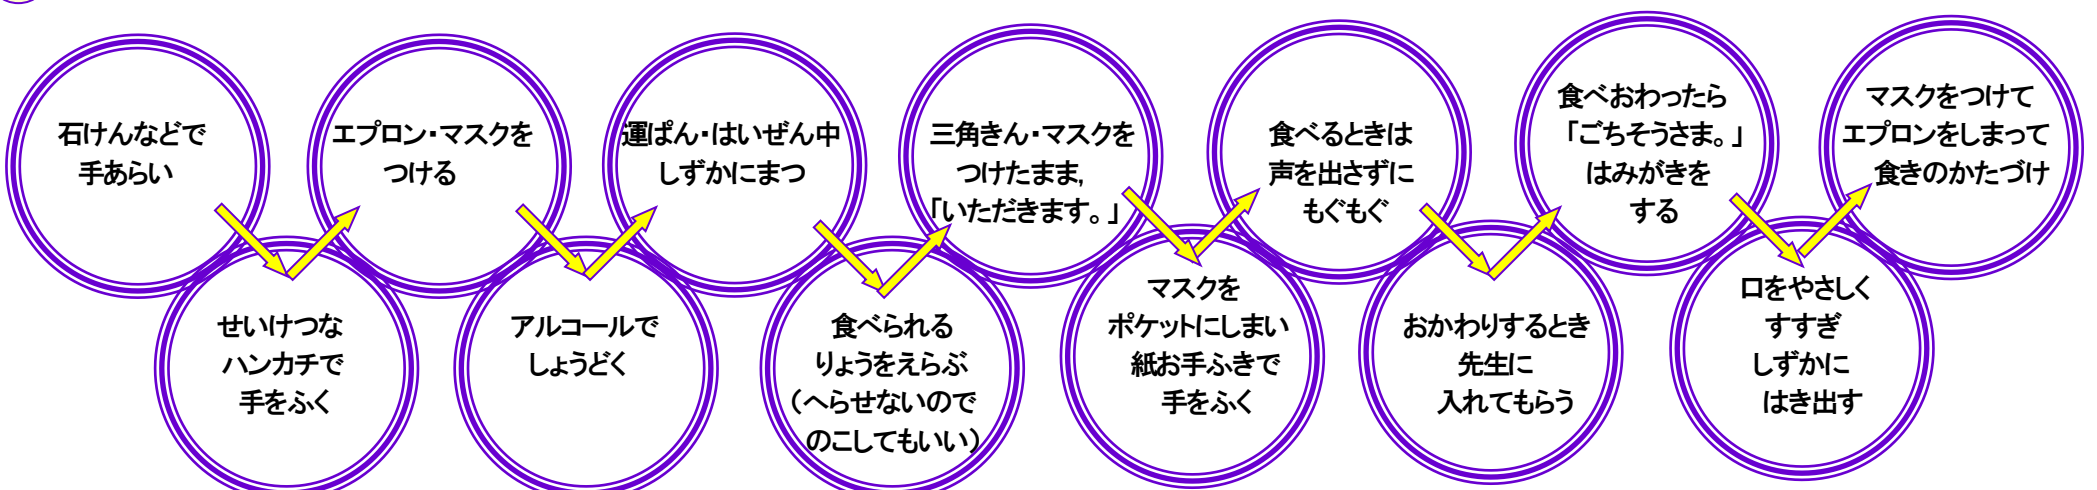 石けんなどで
手あらい
せいけつな
ハンカチで
手をふく
エプロン・マスクを
つける
アルコールで
しょうどく
運ぱん・はいぜん中
しずかにまつ
食べられる
りょうをえらぶ
（へらせないので
のこしてもいい）
三角きん・マスクを
つけたまま,
「いただきます。」
マスクを
ポケットにしまい
紙お手ふきで
手をふく
食べるときは
声を出さずに
もぐもぐ
おかわりするとき
先生に
入れてもらう
食べおわったら
「ごちそうさま。」
はみがきを
する
口をやさしく
すすぎ
しずかに
はき出す
マスクをつけて
エプロンをしまって
食きのかたづけ